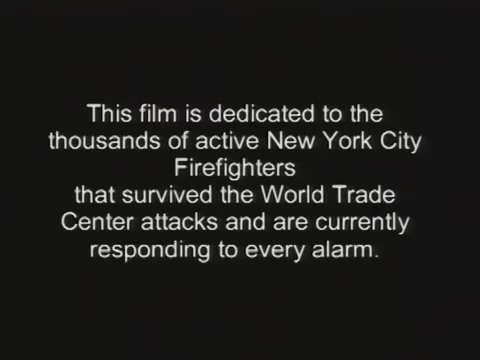 This film is dedicated to the
thousands of active New York City
Firefighters
that survived the World Trade
Center attacks and are currently
responding to every alarm.